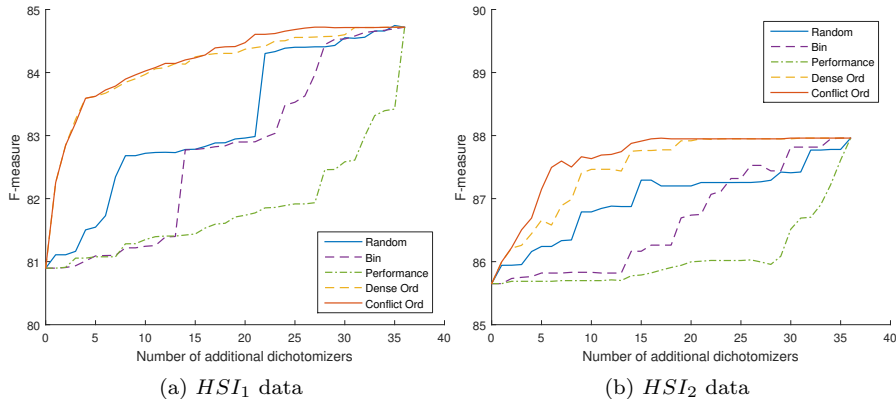 85
84
83
82
81
80
F-measure
0 5 10 15 20 25 30 35 40
Number of additional dichotomizers
Random
Bin
Performance
Dense Ord
Conflict Ord
(a) HSI1 data
90
89
88
87
86
85
F-measure
0 5 10 15 20 25 30 35 40
Number of additional dichotomizers
Random
Bin
Performance
Dense Ord
Conflict Ord
(b) HSI2 data